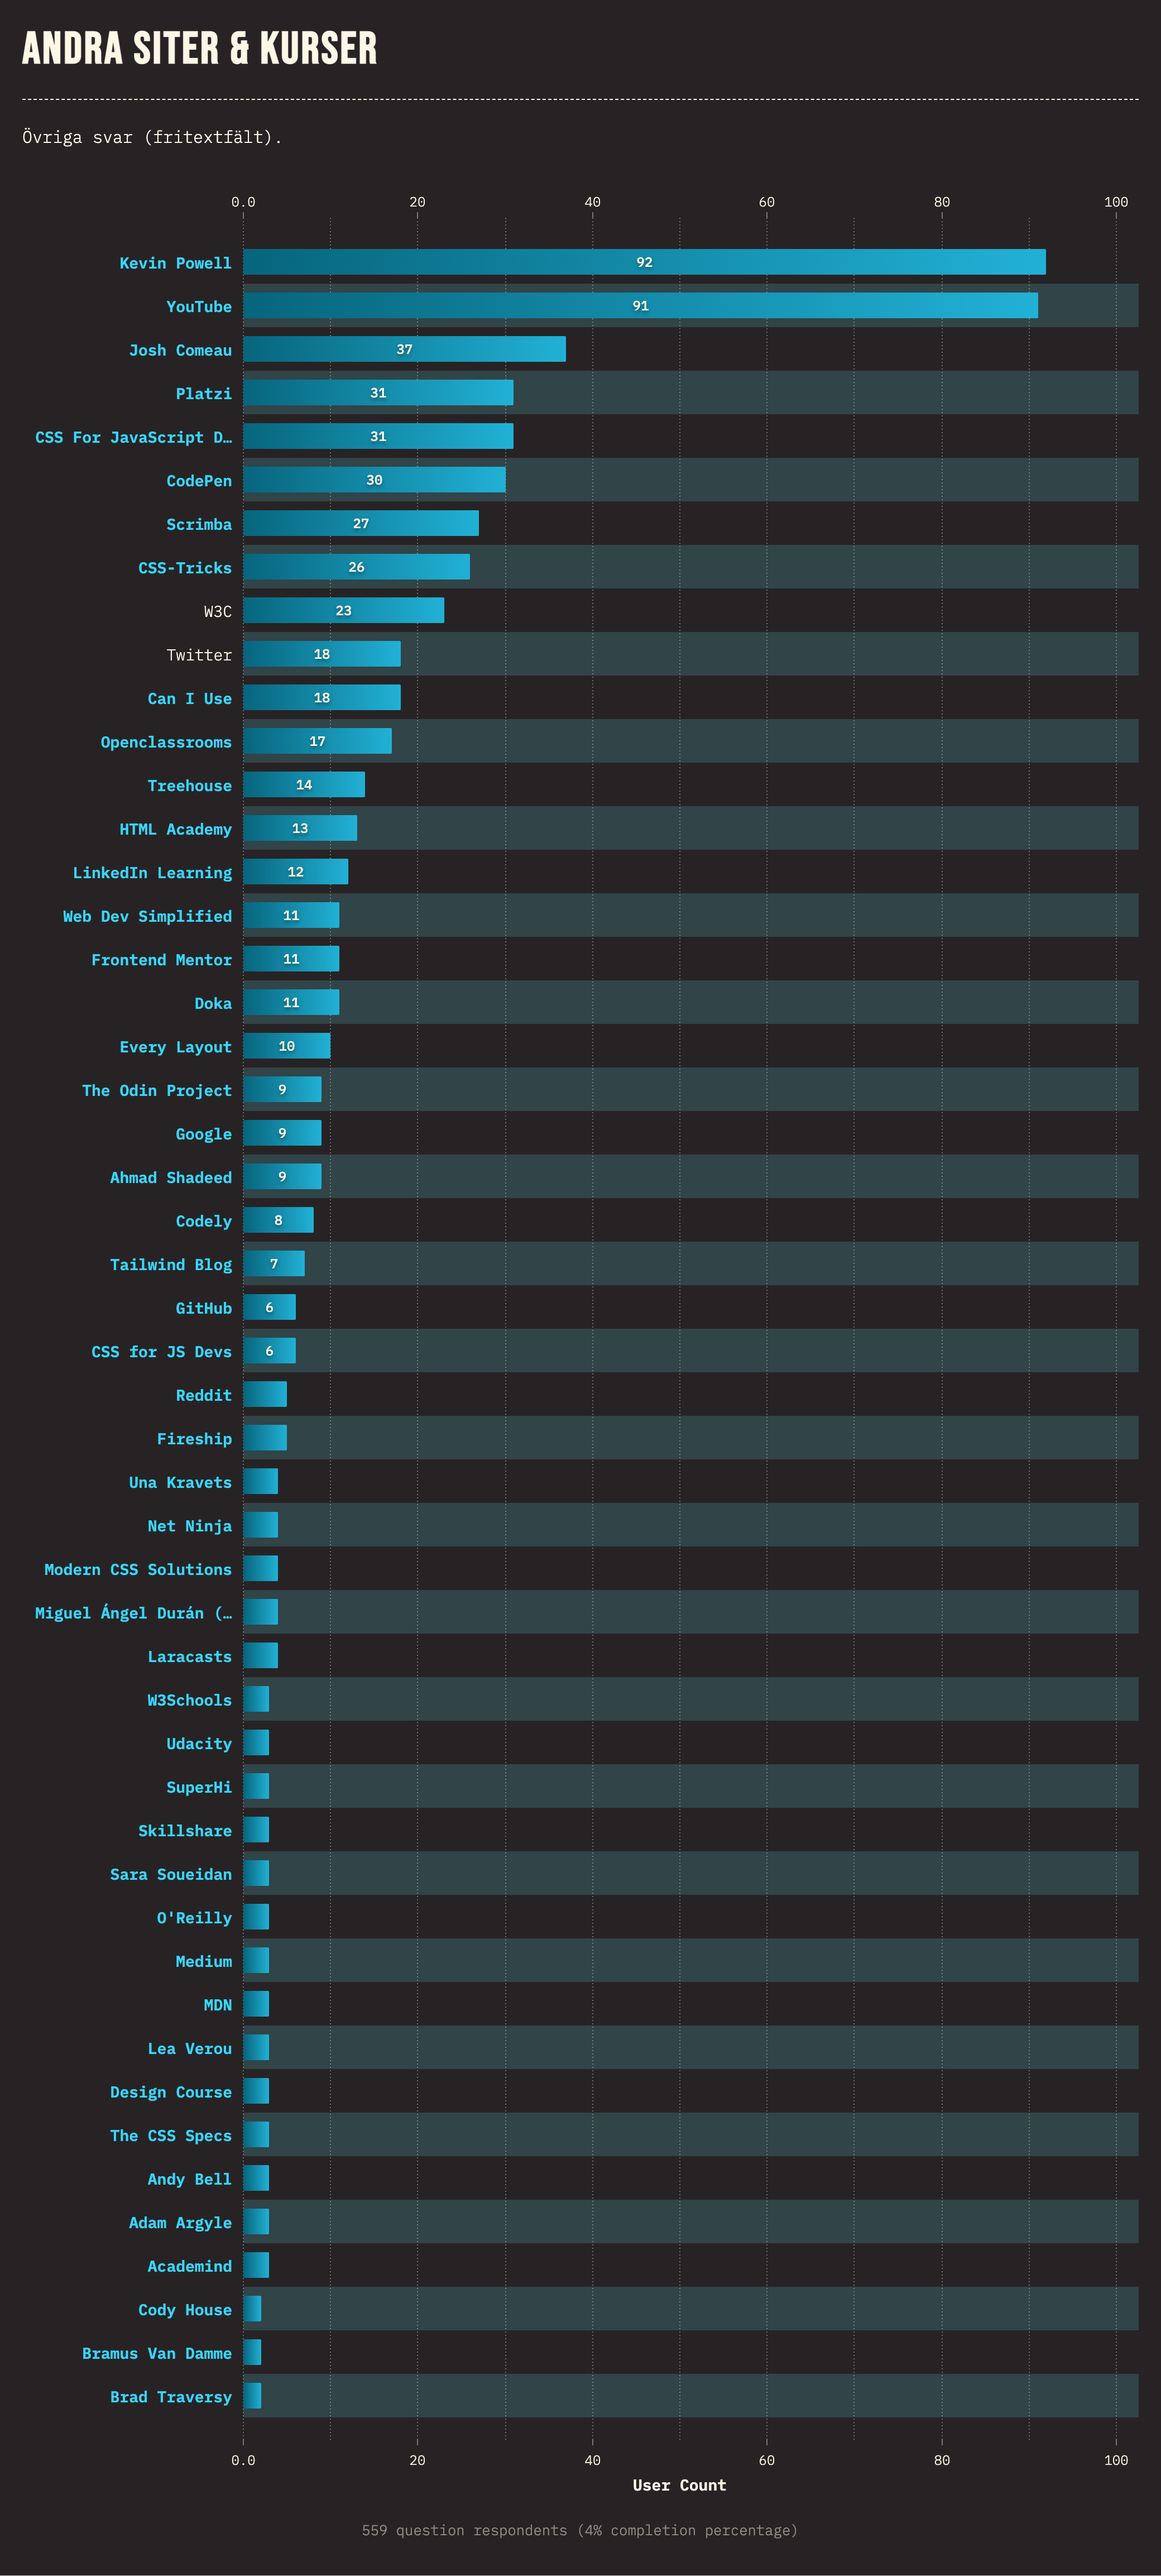 ANDRA SITER & KURSER
Övriga svar (fritextfält).
0.0 20 40 60 80 100
Kevin Powell 92
YouTube 91
Josh Comeau 37
Platzi 31
CSS For JavaScript D… 31
CodePen 30
Scrimba 27
CSS-Tricks 26
W3C 23
Twitter 18
Can I Use 18
Openclassrooms 17
Treehouse 14
HTML Academy 13
LinkedIn Learning 12
Web Dev Simplified 11
Frontend Mentor 11
Doka 11
Every Layout 10
The Odin Project 9
Google 9
Ahmad Shadeed 9
Codely 8
Tailwind Blog 7
GitHub 6
CSS for JS Devs 6
Reddit
Fireship
Una Kravets
Net Ninja
Modern CSS Solutions
Miguel Ángel Durán (…
Laracasts
W3Schools
Udacity
SuperHi
Skillshare
Sara Soueidan
O'Reilly
Medium
MDN
Lea Verou
Design Course
The CSS Specs
Andy Bell
Adam Argyle
Academind
Cody House
Bramus Van Damme
Brad Traversy
0.0 20 40 60 80 100
User Count
559 question respondents (4% completion percentage)